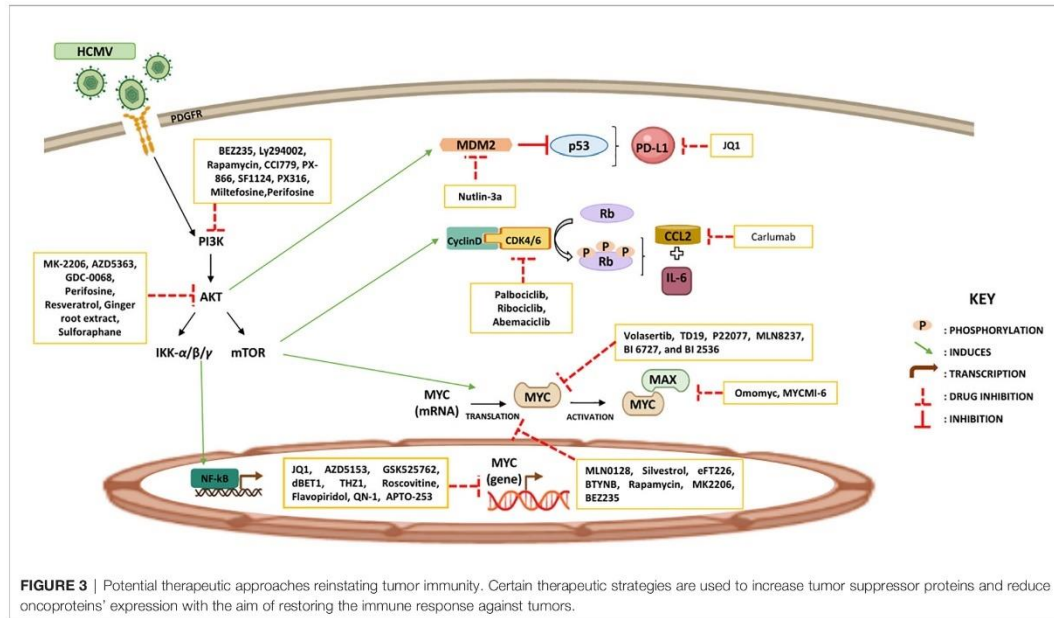 HCMV
PDGFR
BEZ235, Ly294002,
Rapamycin, CCI779, PX-
866, SF1124, PX316,
Miltefosine,Perifosine
MDM2
p53
PD-L1
JQ1
Nutlin-3a
PI3K
MK-2206, AZD5363,
GDC-0068,
Perifosine,
Resveratrol, Ginger
root extract,
Sulforaphane
AKT
IKK-α/β/γ
mTOR
CyclinD
CDK4/6
Rb
P P P
Rb
CCL2
IL-6
Carlumab
Palbociclib,
Ribociclib,
Abemaciclib
Volasertib, TD19, P22077, MLN8237,
BI 6727, and BI 2536
MYC
(mRNA)
TRANSLATION
MYC
ACTIVATION
MAX
MYC
Omomyc, MYCMI-6
NF-kB
JQ1, AZD5153, GSK525762,
dBET1, THZ1, Roscovitine,
Flavopiridol, QN-1, APTO-253
MYC
(gene)
MLN0128, Silvestrol, eFT226,
BTYNB, Rapamycin, MK2206,
BEZ235
KEY
P : PHOSPHORYLATION
: INDUCES
: TRANSCRIPTION
: DRUG INHIBITION
: INHIBITION
FIGURE 3 | Potential therapeutic approaches reinstating tumor immunity. Certain therapeutic strategies are used to increase tumor suppressor proteins and reduce
oncoproteins' expression with the aim of restoring the immune response against tumors.